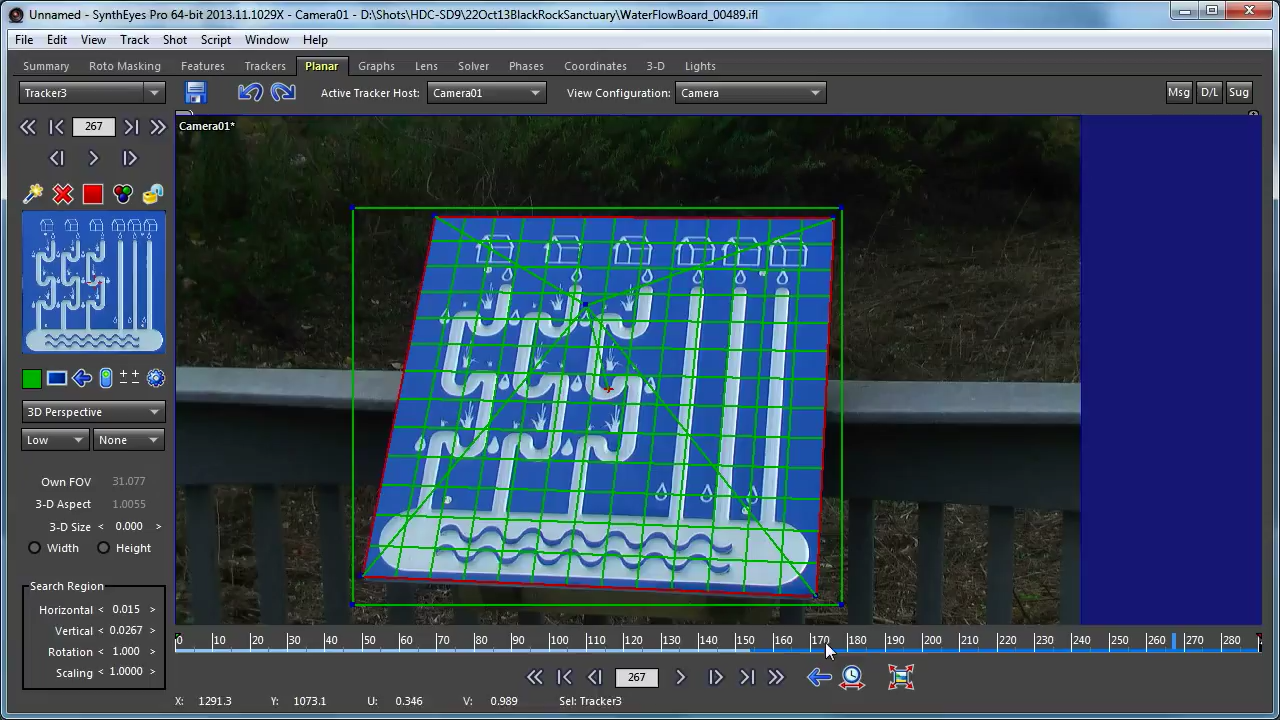 Unnamed - SynthEyes Pro 64-bit 2013.11.1029X - Camera01 - D:\Shots\HDC-SDX\22Oct13BlackRockSanctuary\WaterFlowBoard_00489.ifl
File Edit View Track Shot Script Window Help
Summary Roto Masking Features Trackers Planar Graphs Lens Solver Phases Coordinates 3-D Lights
Tracker3 Active Tracker Host: Camera01 View Configuration: Camera Msg D/L Sug
267 Camera01*
3D Perspective
Low None
Own FOV 31.077
3-D Aspect 1.0055
3-D Size < 0.000 >
Width Height
Search Region
Horizontal < 0.015 >
Vertical < 0.0267 >
Rotation < 1.000 >
Scaling < 1.0000 >
0 10 20 30 40 50 60 70 80 90 100 110 120 130 140 150 160 170 180 190 200 210 220 230 240 250 260 270 280
267
X: 1291.3 Y: 1073.1 U: 0.346 V: 0.989 Sel: Tracker3